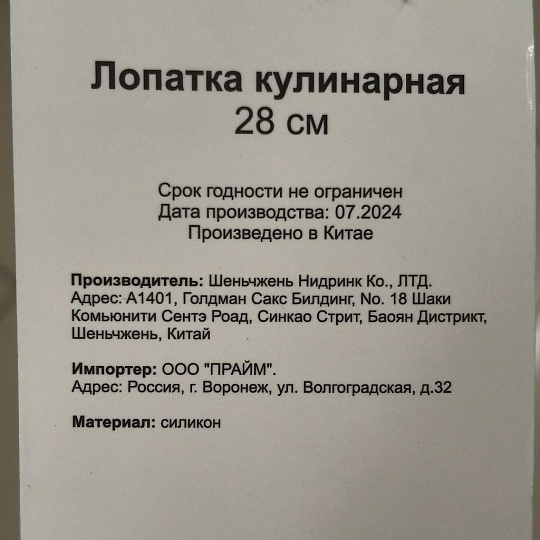 Лопатка кулинарная
28 см
Срок годности не ограничен
Дата производства: 07.2024
Произведено в Китае
Производитель: Шеньчжень Нидринк Ко., ЛТД.
Адрес: А1401, Голдман Сакс Билдинг, No. 18 Шаки
Комьюнити Сентэ Роад, Синкао Стрит, Баоян Дистрикт,
Шеньчжень, Китай
Импортер: ООО "ПРАЙМ".
Адрес: Россия, г. Воронеж, ул. Волгоградская, д.32
Материал: силикон